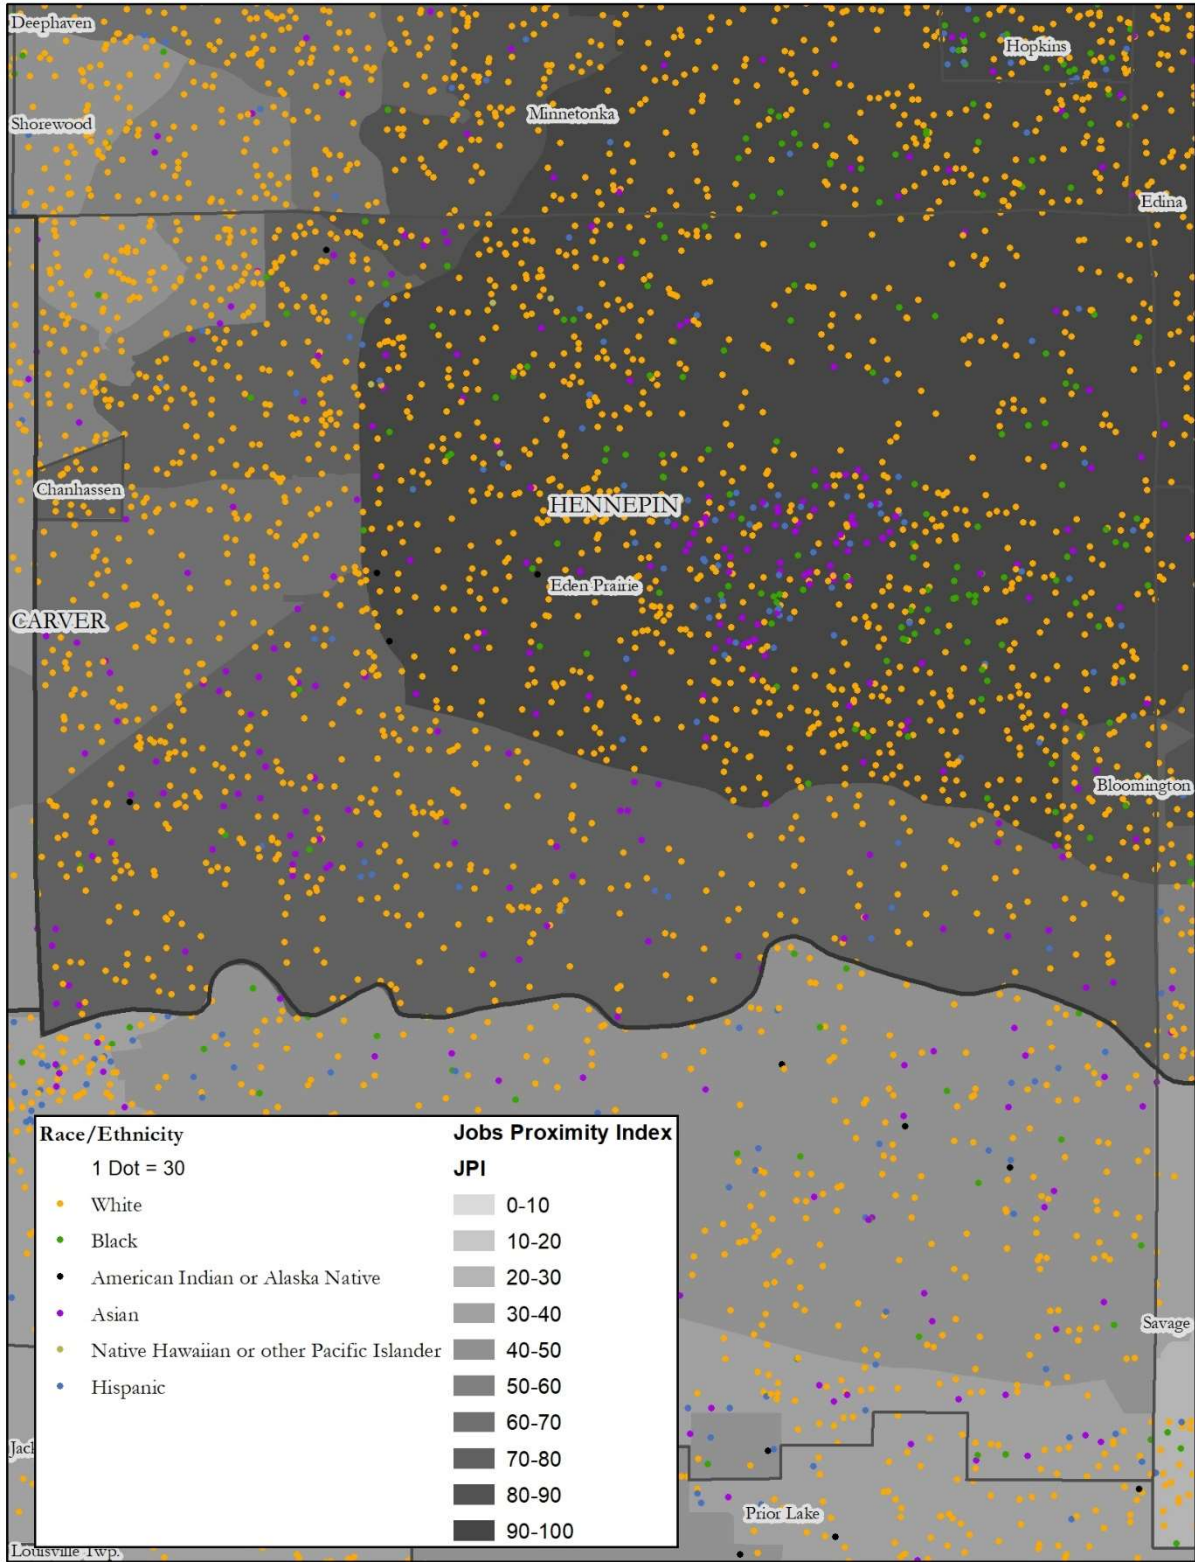 Deephaven
Hopkins
Minnetonka
Shorewood
Edina
Chanhassen
HENNEPIN
Eden Prairie
CARVER
Bloomington
Race/Ethnicity
1 Dot = 30
White
Black
American Indian or Alaska Native
Asian
Native Hawaiian or other Pacific Islander
Hispanic
Jobs Proximity Index
JPI
0-10
10-20
20-30
30-40
40-50
50-60
60-70
70-80
80-90
90-100
Savage
Jack
Prior Lake
Louisville Twp.